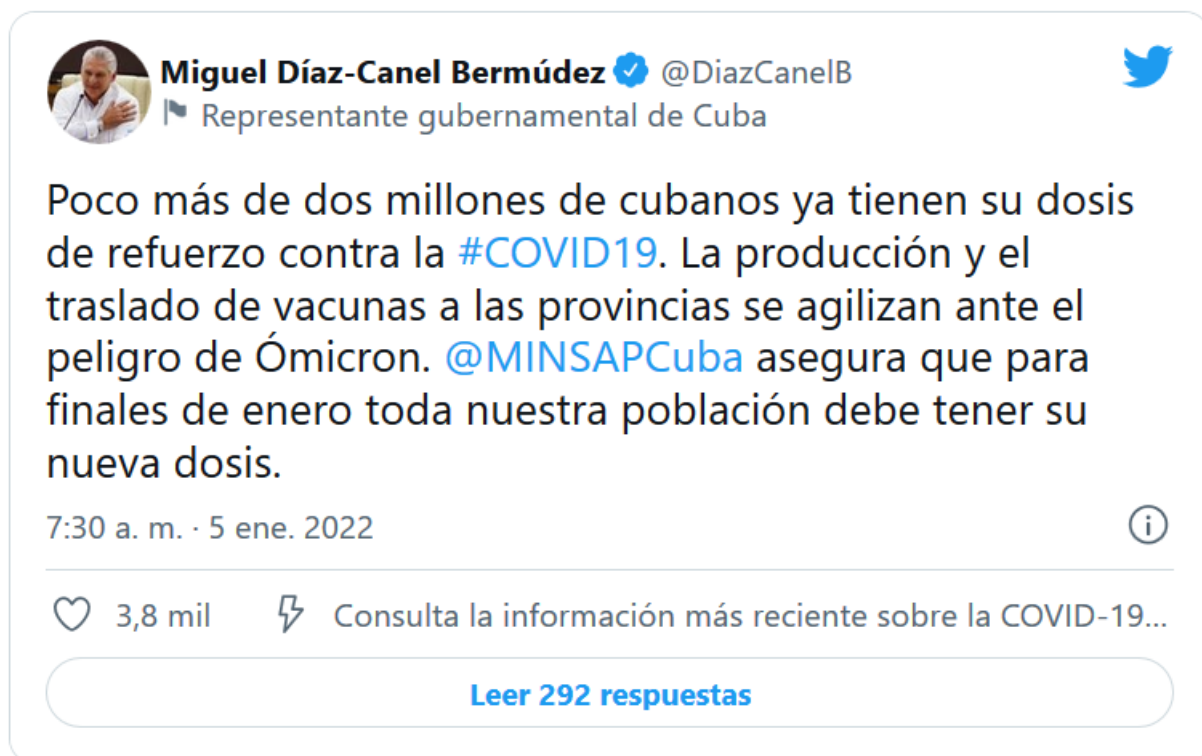 Miguel Díaz-Canel Bermúdez @DiazCanelB
Representante gubernamental de Cuba
Poco más de dos millones de cubanos ya tienen su dosis
de refuerzo contra la #COVID19. La producción y el
traslado de vacunas a las provincias se agilizan ante el
peligro de Ómicron. @MINSAPCuba asegura que para
finales de enero toda nuestra población debe tener su
nueva dosis.
7:30 a. m. · 5 ene. 2022
3,8 mil Consulta la información más reciente sobre la COVID-19...
Leer 292 respuestas